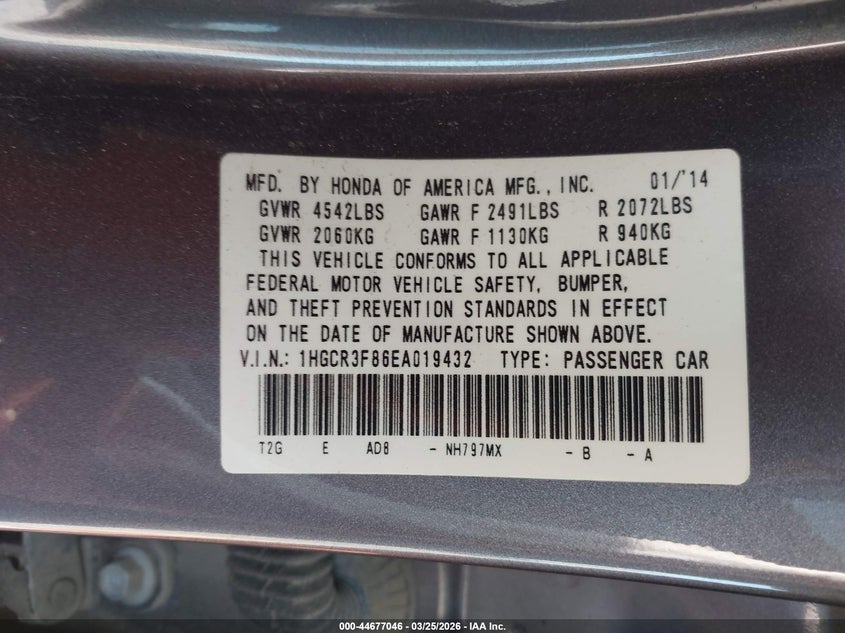 MFD. BY HONDA OF AMERICA MFG., INC. 01/'14
GVWR 4542LBS GAWR F 2491LBS R 2072LBS
GVWR 2060KG GAWR F 1130KG R 940KG
THIS VEHICLE CONFORMS TO ALL APPLICABLE
FEDERAL MOTOR VEHICLE SAFETY, BUMPER,
AND THEFT PREVENTION STANDARDS IN EFFECT
ON THE DATE OF MANUFACTURE SHOWN ABOVE.
V.I.N.: 1HGCR3F86EA019432 TYPE: PASSENGER CAR
T2G E AD8 - NH797MX - B - A
000-44677046 — 03/25/2026 — IAA Inc.